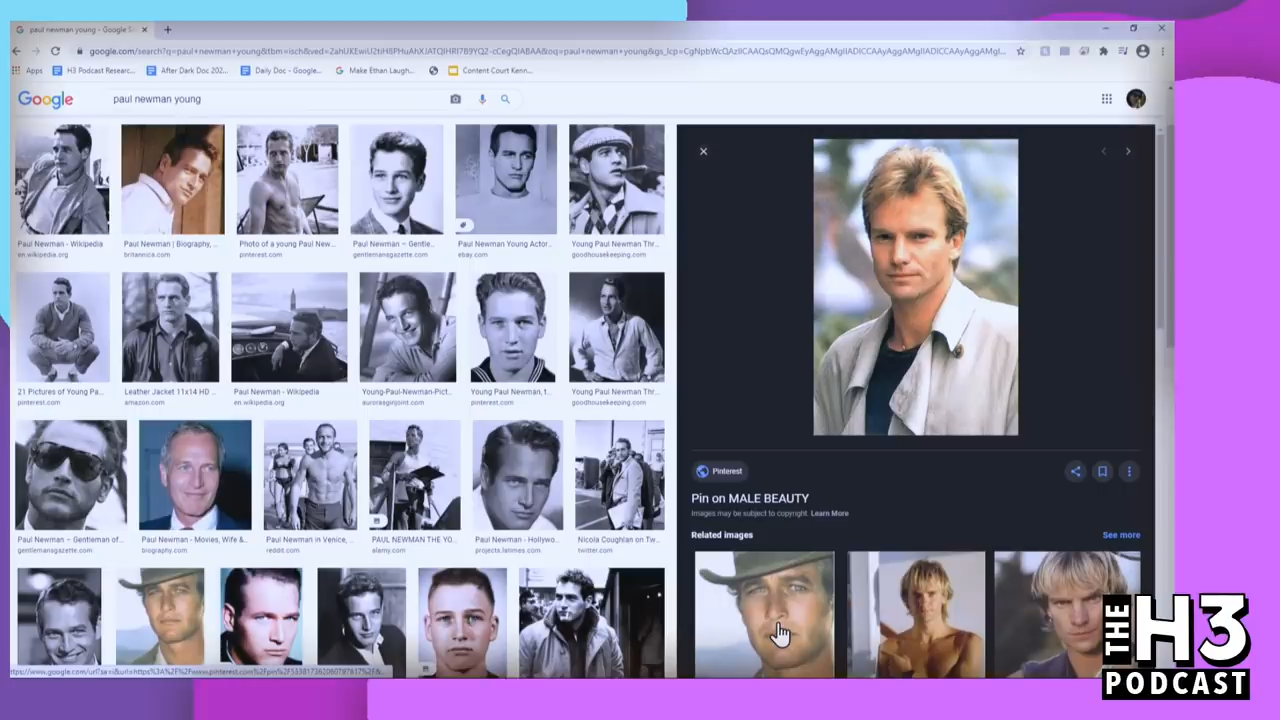 paul newman young - Google Se
Apps
H3 Podcast Researc...
After Dark Doc 202...
Daily Doc - Google...
Make Ethan Laugh...
Content Court Kenn...
Google
paul newman young
Paul Newman - Wikipedia
en.wikipedia.org
Paul Newman | Biography, ...
britannica.com
Photo of a young Paul New...
pinterest.com
Paul Newman – Gentle...
gentlemansgazette.com
Paul Newman Young Actor...
ebay.com
Young Paul Newman Thr...
goodhousekeeping.com
21 Pictures of Young Pa...
pinterest.com
Leather Jacket 11x14 HD ...
amazon.com
Paul Newman - Wikipedia
en.wikipedia.org
Young-Paul-Newman-Pict...
aurorasginjoint.com
Young Paul Newman, t...
pinterest.com
Young Paul Newman Thr...
goodhousekeeping.com
Paul Newman – Gentleman of...
gentlemansgazette.com
Paul Newman - Movies, Wife &...
biography.com
Paul Newman in Venice, ...
reddit.com
PAUL NEWMAN THE YO...
alamy.com
Paul Newman - Hollywo...
projects.latimes.com
Nicola Coughlan on Tw...
twitter.com
Pinterest
Pin on MALE BEAUTY
Images may be subject to copyright. Learn More
Related images
See more
THE H3
PODCAST